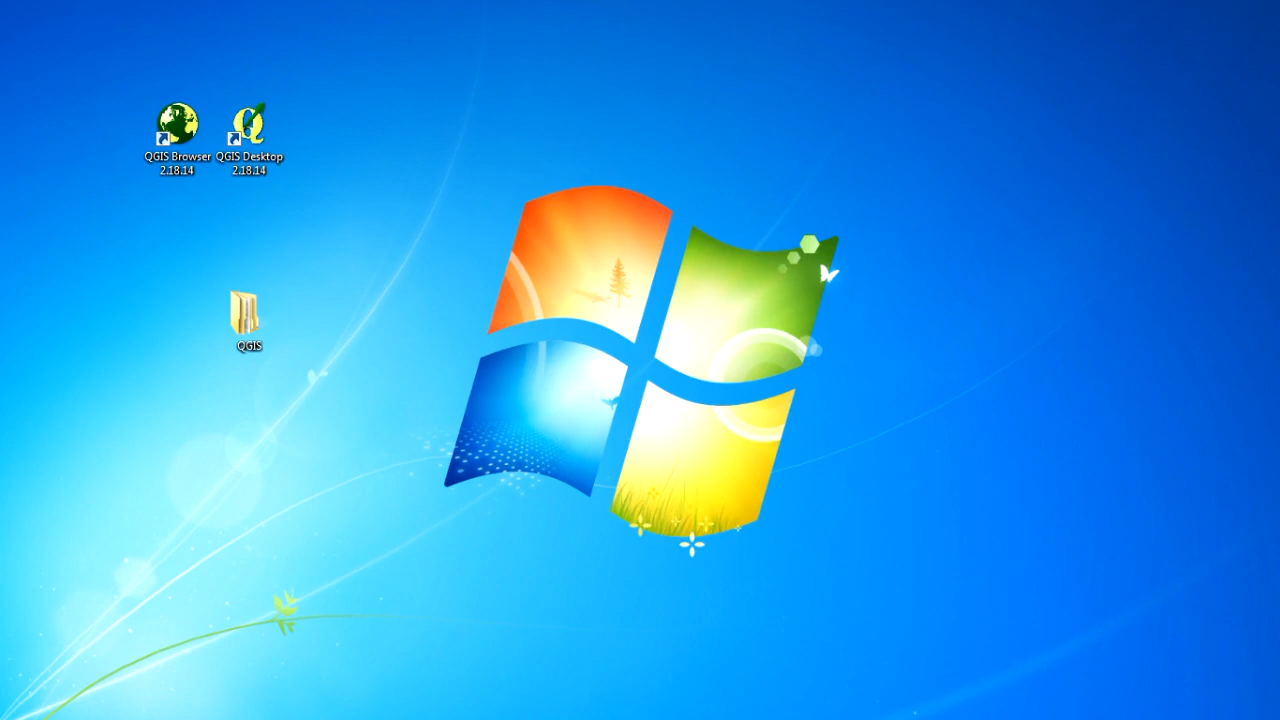 QGIS Browser
2.18.14
QGIS Desktop
2.18.14
QGIS